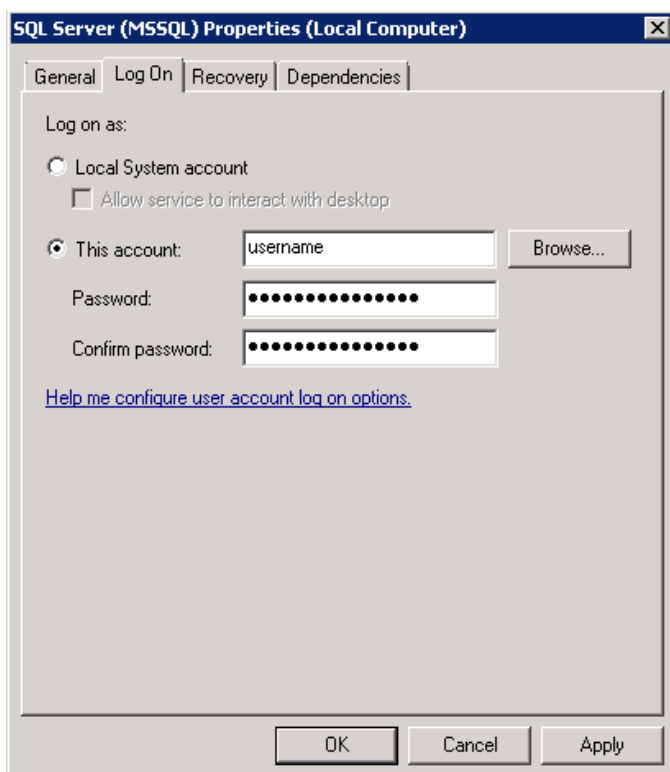 SQL Server (MSSQL) Properties (Local Computer)
General Log On Recovery Dependencies
Log on as:
Local System account
Allow service to interact with desktop
This account: username Browse...
Password: ●●●●●●●●●●●●●●●
Confirm password: ●●●●●●●●●●●●●●●
Help me configure user account log on options.
OK Cancel Apply